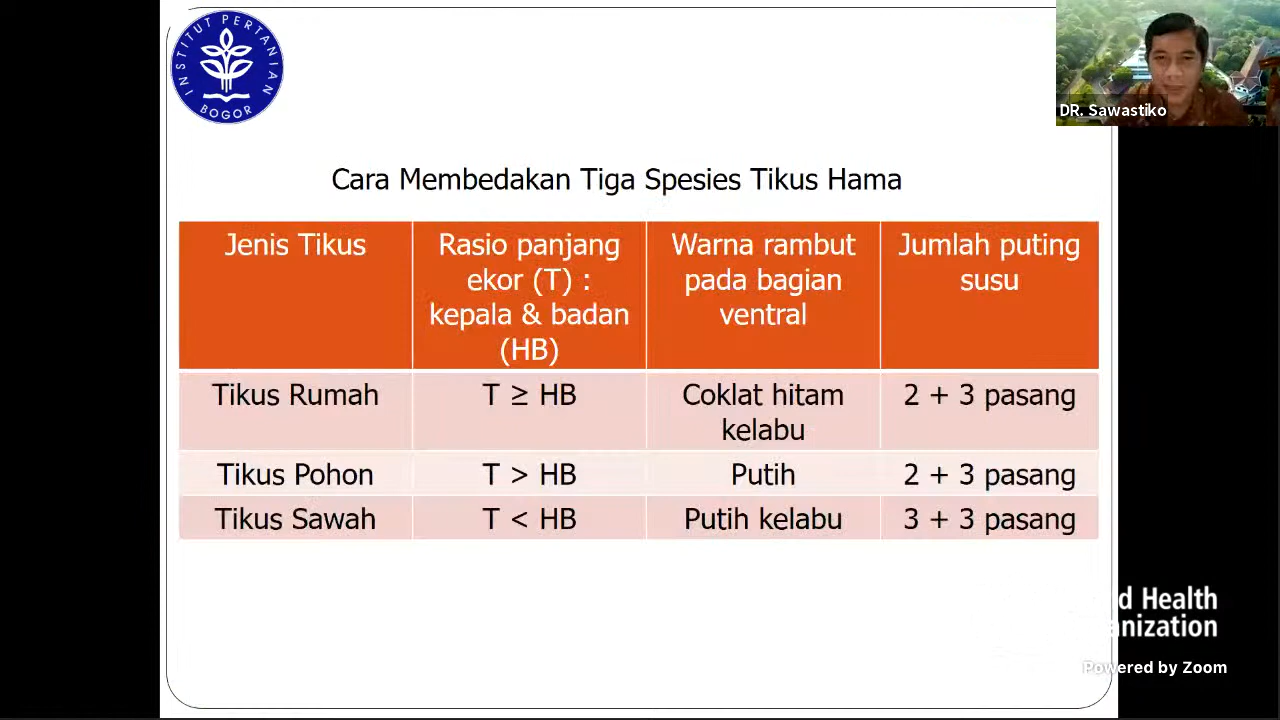 INSTITUT PERTANIAN
BOGOR
DR. Sawastiko
Cara Membedakan Tiga Spesies Tikus Hama
Jenis Tikus
Rasio panjang
ekor (T) :
kepala & badan
(HB)
Warna rambut
pada bagian
ventral
Jumlah puting
susu
Tikus Rumah
T ≥ HB
Coklat hitam
kelabu
2 + 3 pasang
Tikus Pohon
T > HB
Putih
2 + 3 pasang
Tikus Sawah
T < HB
Putih kelabu
3 + 3 pasang
d Health
anization
Powered by Zoom